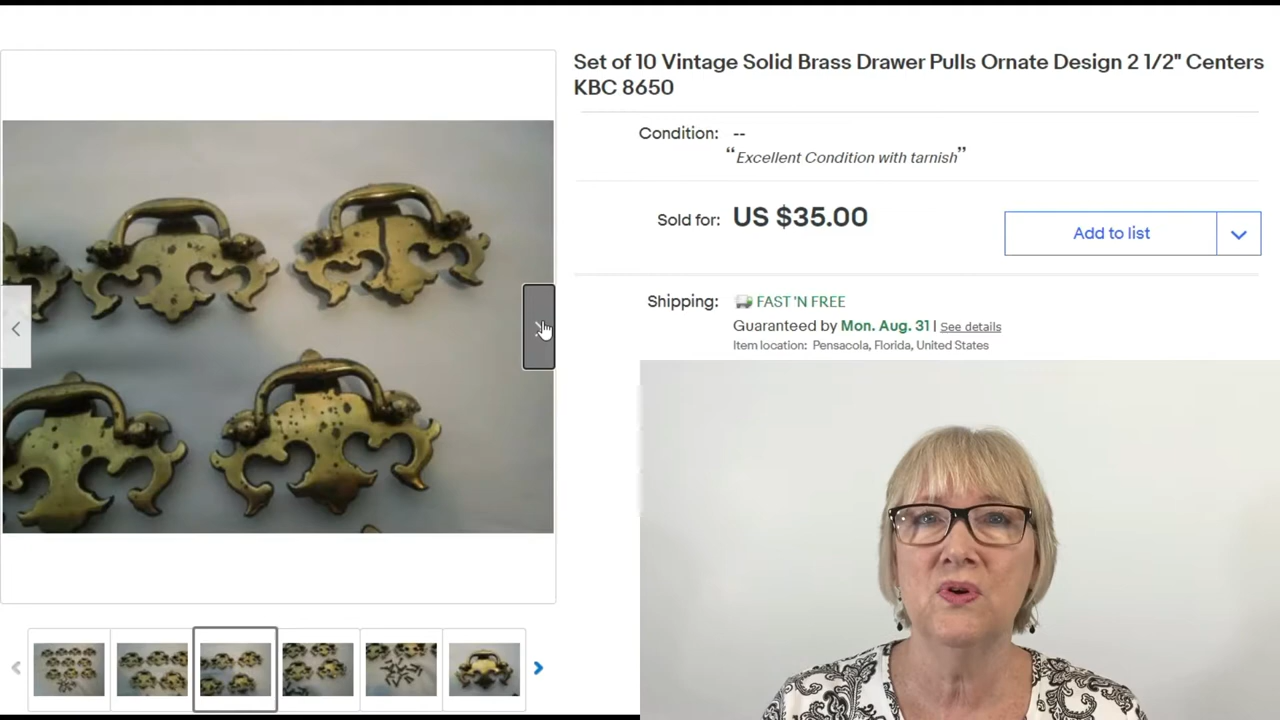 Set of 10 Vintage Solid Brass Drawer Pulls Ornate Design 2 1/2" Centers
KBC 8650
Condition: --
“Excellent Condition with tarnish”
Sold for: US $35.00
Add to list
Shipping: FAST 'N FREE
Guaranteed by Mon. Aug. 31 | See details
Item location: Pensacola, Florida, United States